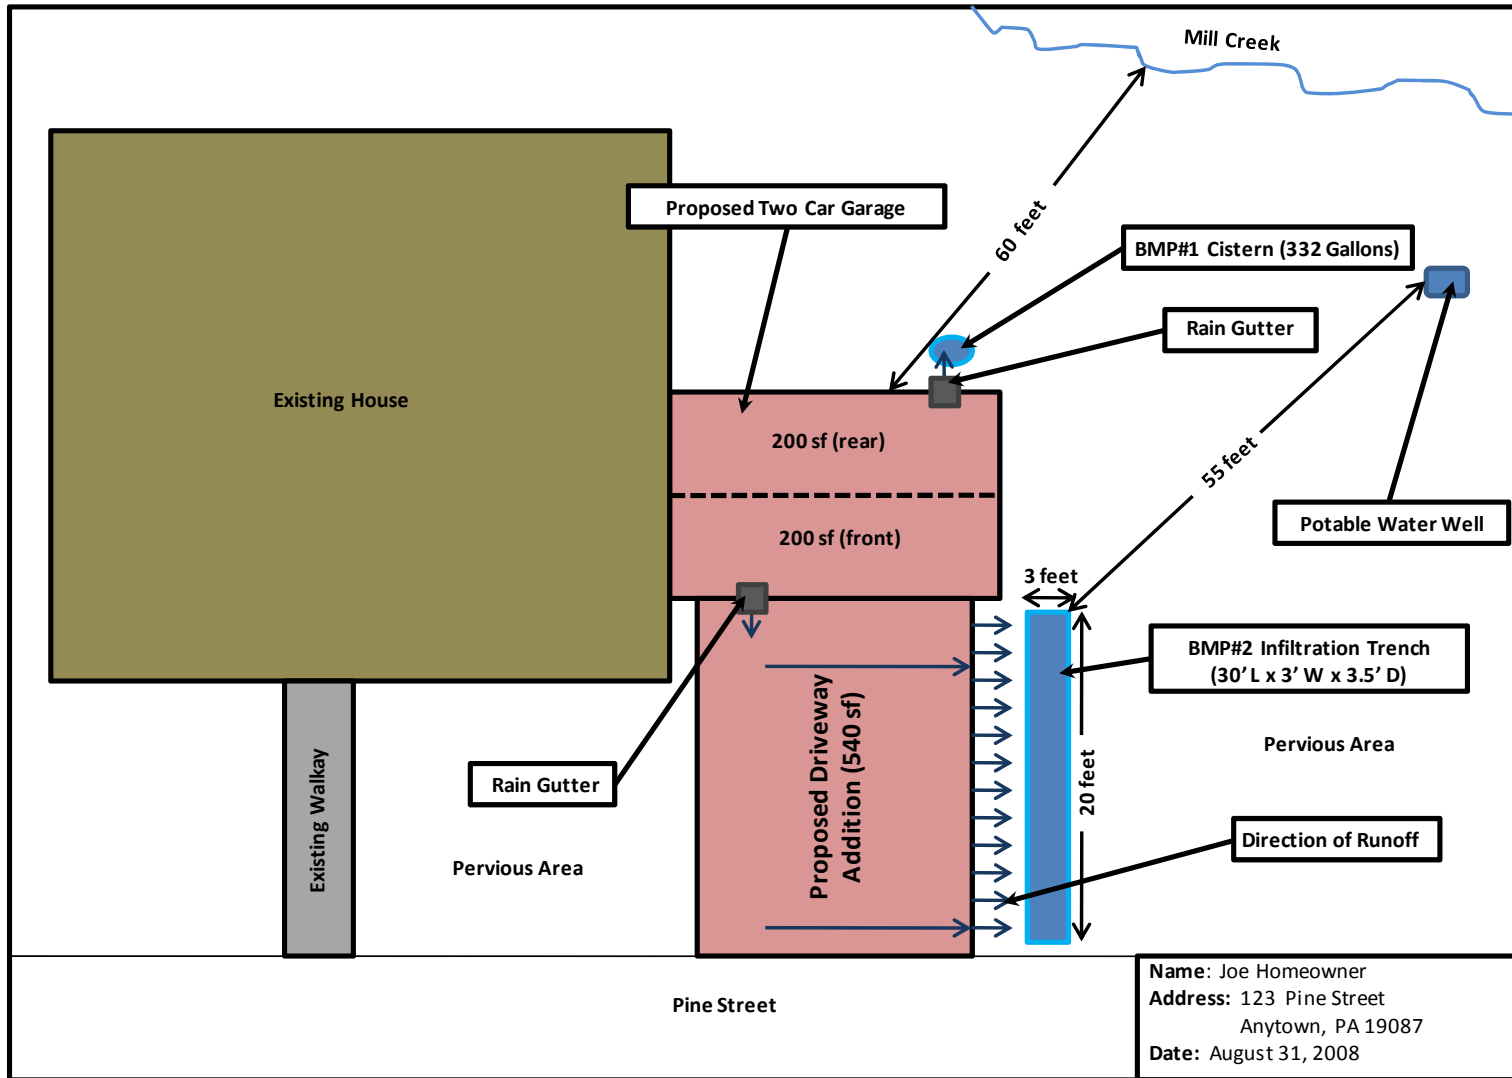 Mill Creek
Proposed Two Car Garage
60 feet
BMP#1 Cistern (332 Gallons)
Rain Gutter
Existing House
200 sf (rear)
55 feet
Potable Water Well
200 sf (front)
3 feet
BMP#2 Infiltration Trench
(30' L x 3' W x 3.5' D)
Proposed Driveway
Addition (540 sf)
20 feet
Pervious Area
Rain Gutter
Existing Walkay
Direction of Runoff
Pervious Area
Pine Street
Name: Joe Homeowner
Address: 123 Pine Street
Anytown, PA 19087
Date: August 31, 2008